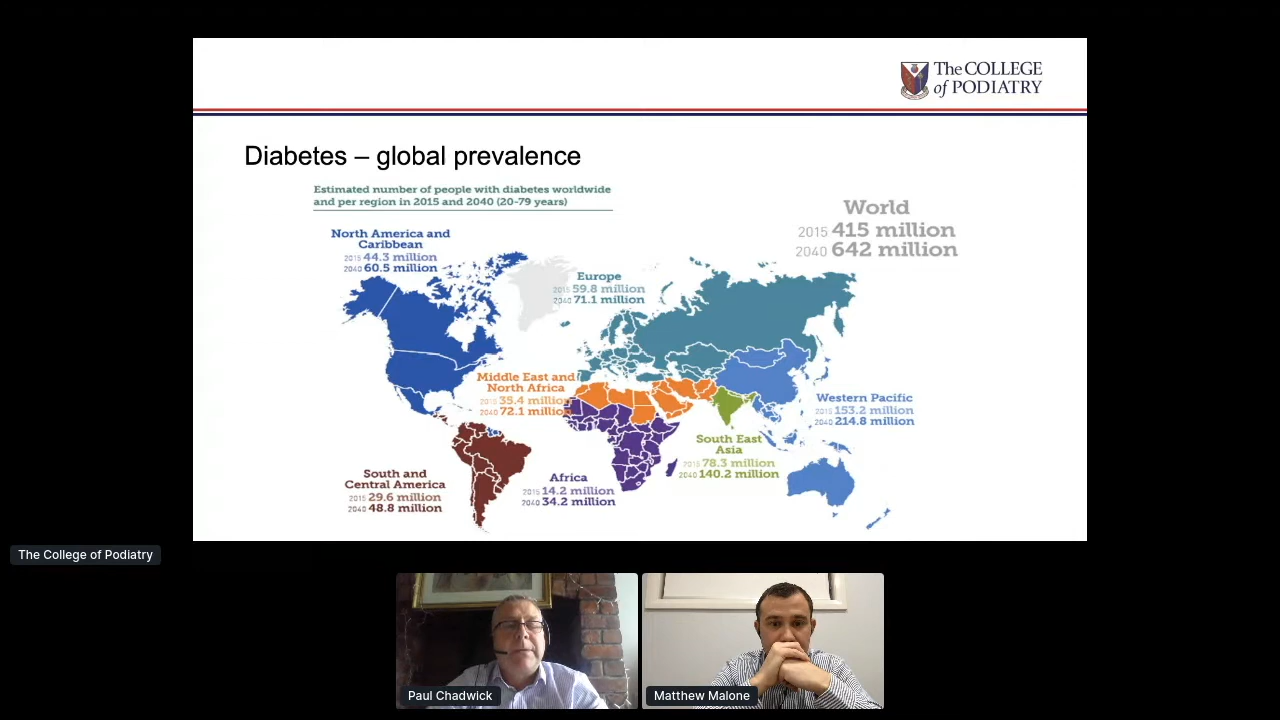 The COLLEGE
of PODIATRY
Diabetes – global prevalence
Estimated number of people with diabetes worldwide
and per region in 2015 and 2040 (20-79 years)
World
2015 415 million
2040 642 million
North America and
Caribbean
2015 44.3 million
2040 60.5 million
Europe
2015 59.8 million
2040 71.1 million
Middle East and
North Africa
2015 35.4 million
2040 72.1 million
Western Pacific
2015 153.2 million
2040 214.8 million
South East
Asia
2015 78.3 million
2040 140.2 million
South and
Central America
2015 29.6 million
2040 48.8 million
Africa
2015 14.2 million
2040 34.2 million
The College of Podiatry
Paul Chadwick
Matthew Malone